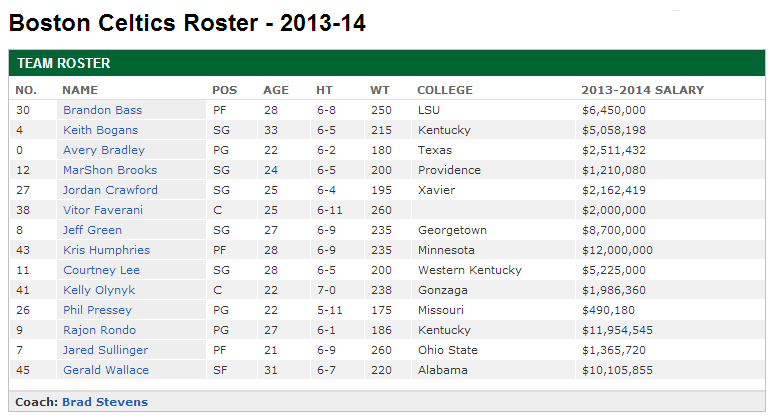 Boston Celtics Roster - 2013-14
TEAM ROSTER
NO. NAME POS AGE HT WT COLLEGE 2013-2014 SALARY
30 Brandon Bass PF 28 6-8 250 LSU $6,450,000
4 Keith Bogans SG 33 6-5 215 Kentucky $5,058,198
0 Avery Bradley PG 22 6-2 180 Texas $2,511,432
12 MarShon Brooks SG 24 6-5 200 Providence $1,210,080
27 Jordan Crawford SG 25 6-4 195 Xavier $2,162,419
38 Vitor Faverani C 25 6-11 260 $2,000,000
8 Jeff Green SG 27 6-9 235 Georgetown $8,700,000
43 Kris Humphries PF 28 6-9 235 Minnesota $12,000,000
11 Courtney Lee SG 28 6-5 200 Western Kentucky $5,225,000
41 Kelly Olynyk C 22 7-0 238 Gonzaga $1,986,360
26 Phil Pressey PG 22 5-11 175 Missouri $490,180
9 Rajon Rondo PG 27 6-1 186 Kentucky $11,954,545
7 Jared Sullinger PF 21 6-9 260 Ohio State $1,365,720
45 Gerald Wallace SF 31 6-7 220 Alabama $10,105,855
Coach: Brad Stevens